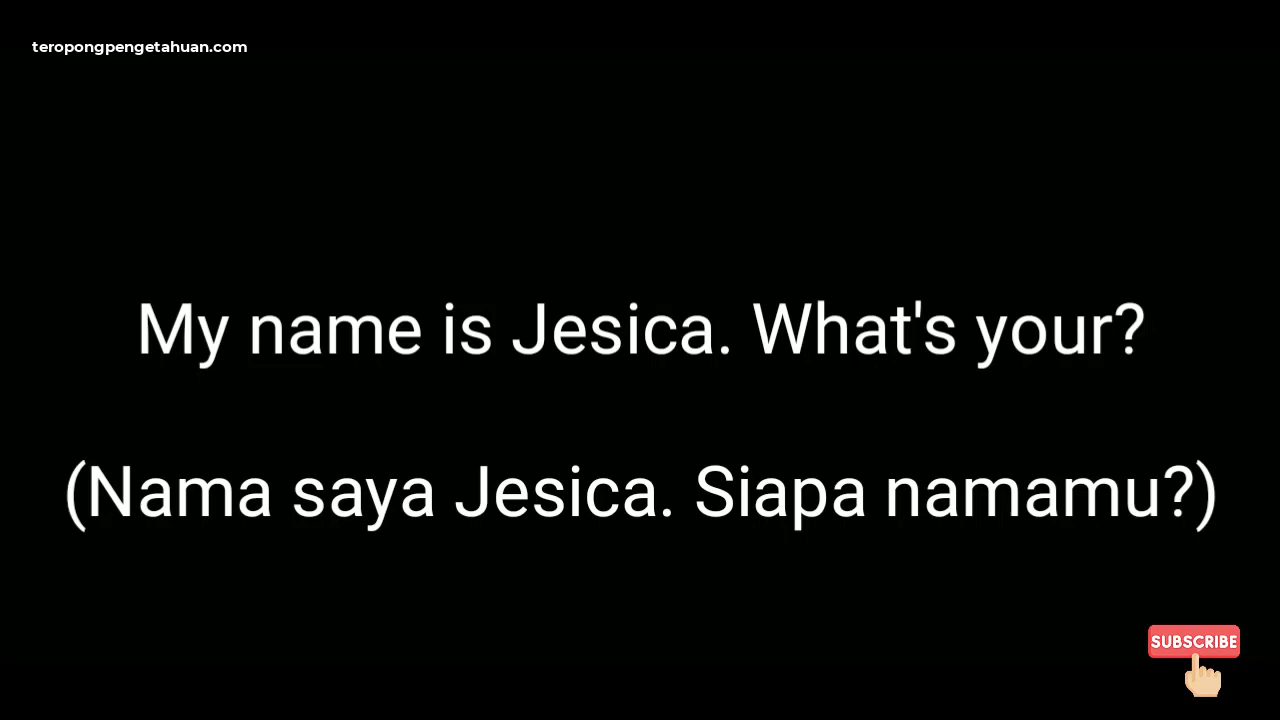 teropongpengetahuan.com
My name is Jesica. What's your?
(Nama saya Jesica. Siapa namamu?)
SUBSCRIBE